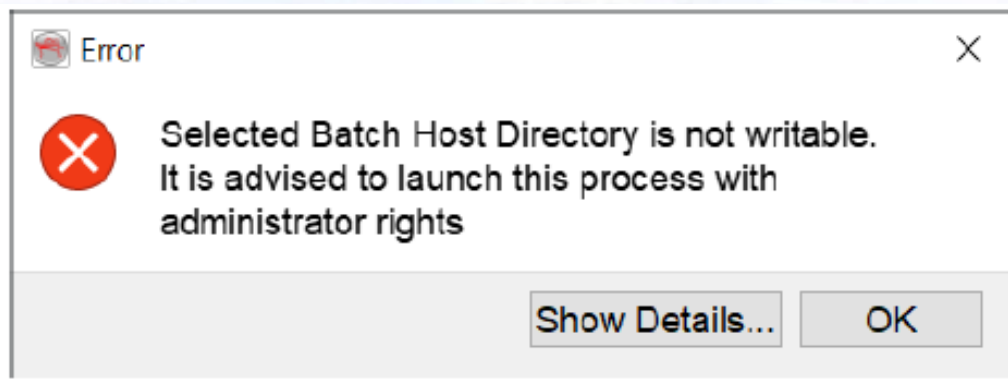 Error
Selected Batch Host Directory is not writable.
It is advised to launch this process with
administrator rights
Show Details...
OK